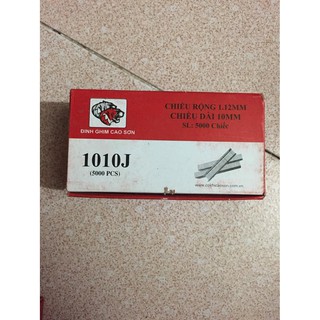 CHIỀU RỘNG 1.12MM
CHIỀU DÀI 10MM
SL: 5000 Chiếc
ĐINH GHIM CAO SƠN
1010J
(5000 PCS)